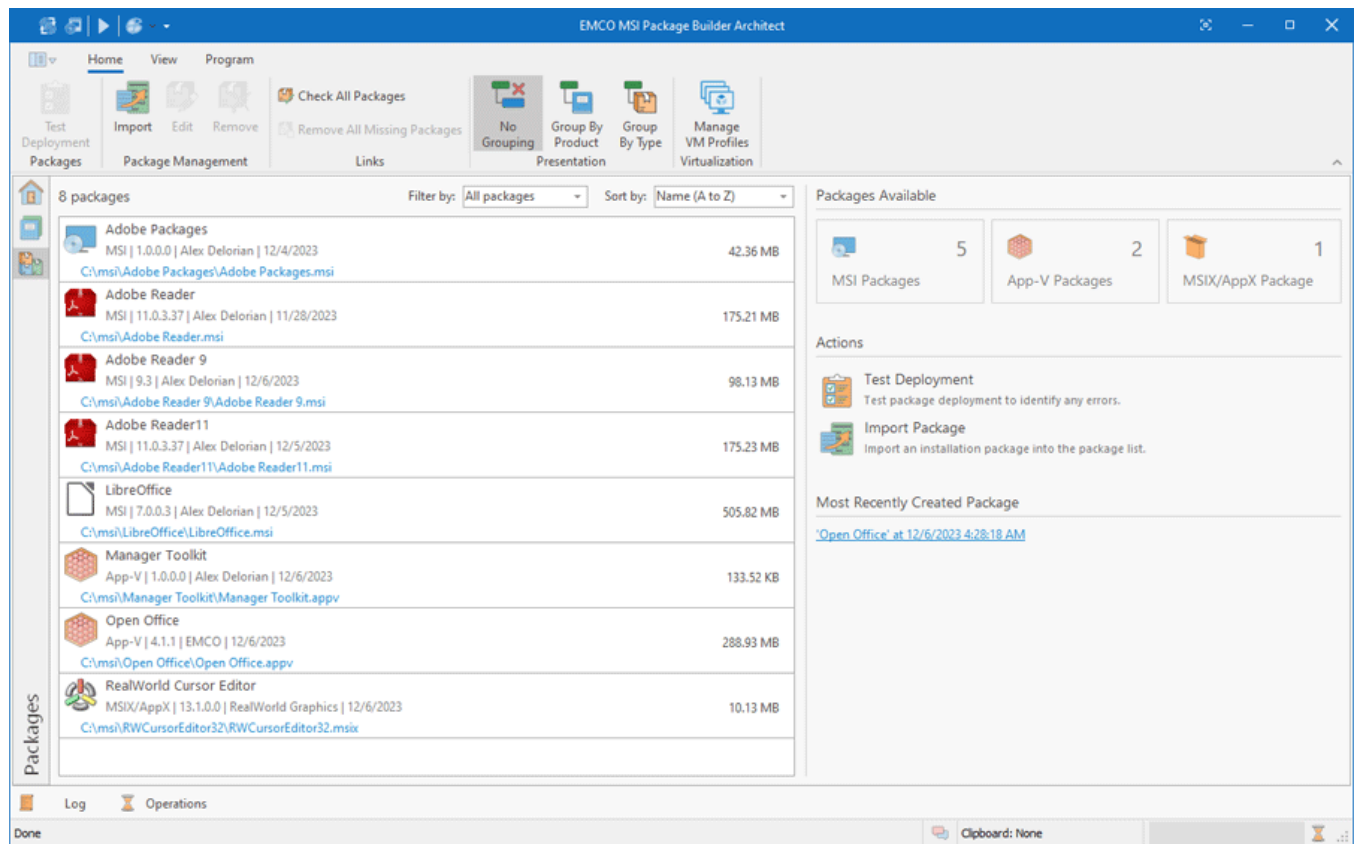 EMCO MSI Package Builder Architect
Home View Program
Test Deployment
Import
Edit
Remove
Check All Packages
Remove All Missing Packages
No Grouping
Group By Product
Group By Type
Manage VM Profiles
Packages
Package Management
Links
Presentation
Virtualization
8 packages
Filter by: All packages
Sort by: Name (A to Z)
Adobe Packages
MSI | 1.0.0.0 | Alex Delorian | 12/4/2023
42.36 MB
C:\msi\Adobe Packages\Adobe Packages.msi
Adobe Reader
MSI | 11.0.3.37 | Alex Delorian | 11/28/2023
175.21 MB
C:\msi\Adobe Reader.msi
Adobe Reader 9
MSI | 9.3 | Alex Delorian | 12/6/2023
98.13 MB
C:\msi\Adobe Reader 9\Adobe Reader 9.msi
Adobe Reader11
MSI | 11.0.3.37 | Alex Delorian | 12/5/2023
175.23 MB
C:\msi\Adobe Reader11\Adobe Reader11.msi
LibreOffice
MSI | 7.0.0.3 | Alex Delorian | 12/5/2023
505.82 MB
C:\msi\LibreOffice\LibreOffice.msi
Manager Toolkit
App-V | 1.0.0.0 | Alex Delorian | 12/6/2023
133.52 KB
C:\msi\Manager Toolkit\Manager Toolkit.appv
Open Office
App-V | 4.1.1 | EMCO | 12/6/2023
288.93 MB
C:\msi\Open Office\Open Office.appv
RealWorld Cursor Editor
MSIX/AppX | 13.1.0.0 | RealWorld Graphics | 12/6/2023
10.13 MB
C:\msi\RWCursorEditor32\RWCursorEditor32.msix
Packages
Packages Available
5
MSI Packages
2
App-V Packages
1
MSIX/AppX Package
Actions
Test Deployment
Test package deployment to identify any errors.
Import Package
Import an installation package into the package list.
Most Recently Created Package
'Open Office' at 12/6/2023 4:28:18 AM
Log Operations
Done
Clipboard: None